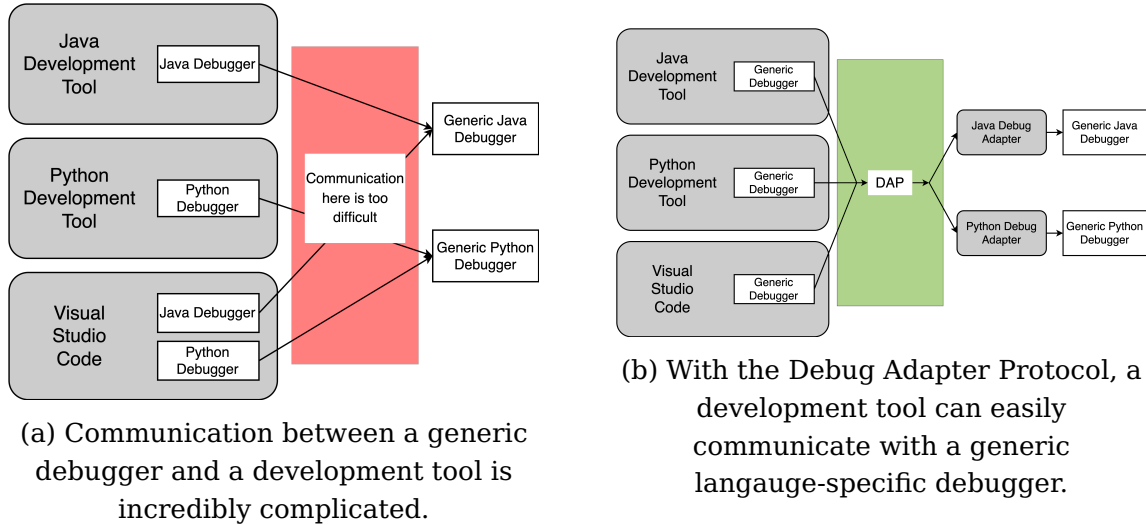 Java
Development
Tool
Java Debugger
Python
Development
Tool
Python
Debugger
Visual
Studio
Code
Java Debugger
Python
Debugger
Communication
here is too
difficult
Generic Java
Debugger
Generic Python
Debugger
(a) Communication between a generic
debugger and a development tool is
incredibly complicated.
Java
Development
Tool
Generic
Debugger
Python
Development
Tool
Generic
Debugger
Visual
Studio
Code
Generic
Debugger
DAP
Java Debug
Adapter
Generic Java
Debugger
Python Debug
Adapter
Generic Python
Debugger
(b) With the Debug Adapter Protocol, a
development tool can easily
communicate with a generic
langauge-specific debugger.